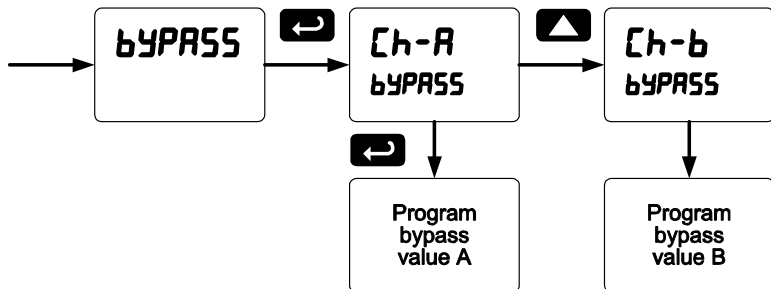 bYPASS
Ch-A
bYPASS
Ch-b
bYPASS
Program
bypass
value A
Program
bypass
value B